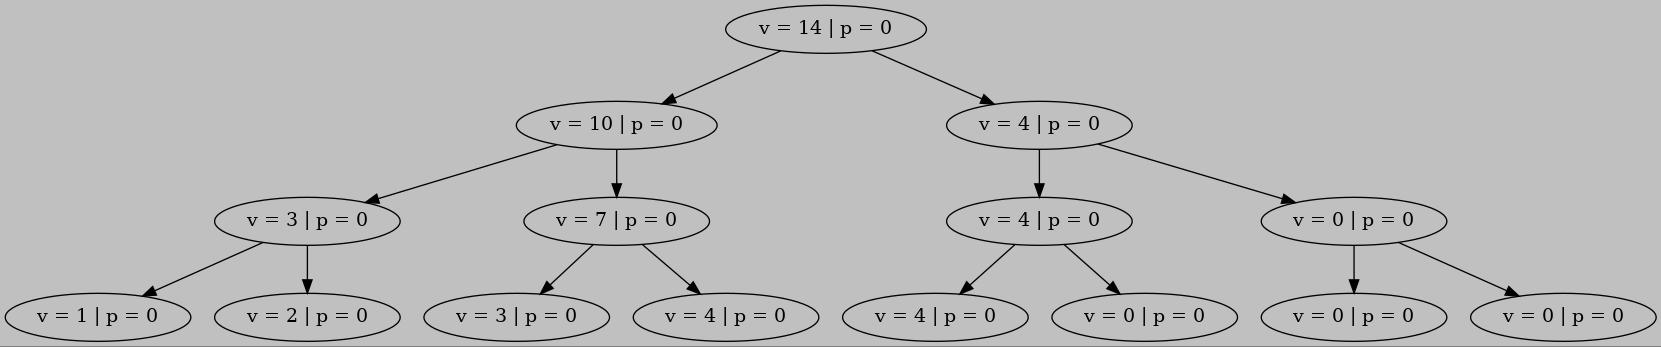 v = 14 | p = 0
v = 10 | p = 0
v = 4 | p = 0
v = 3 | p = 0
v = 7 | p = 0
v = 4 | p = 0
v = 0 | p = 0
v = 1 | p = 0
v = 2 | p = 0
v = 3 | p = 0
v = 4 | p = 0
v = 4 | p = 0
v = 0 | p = 0
v = 0 | p = 0
v = 0 | p = 0